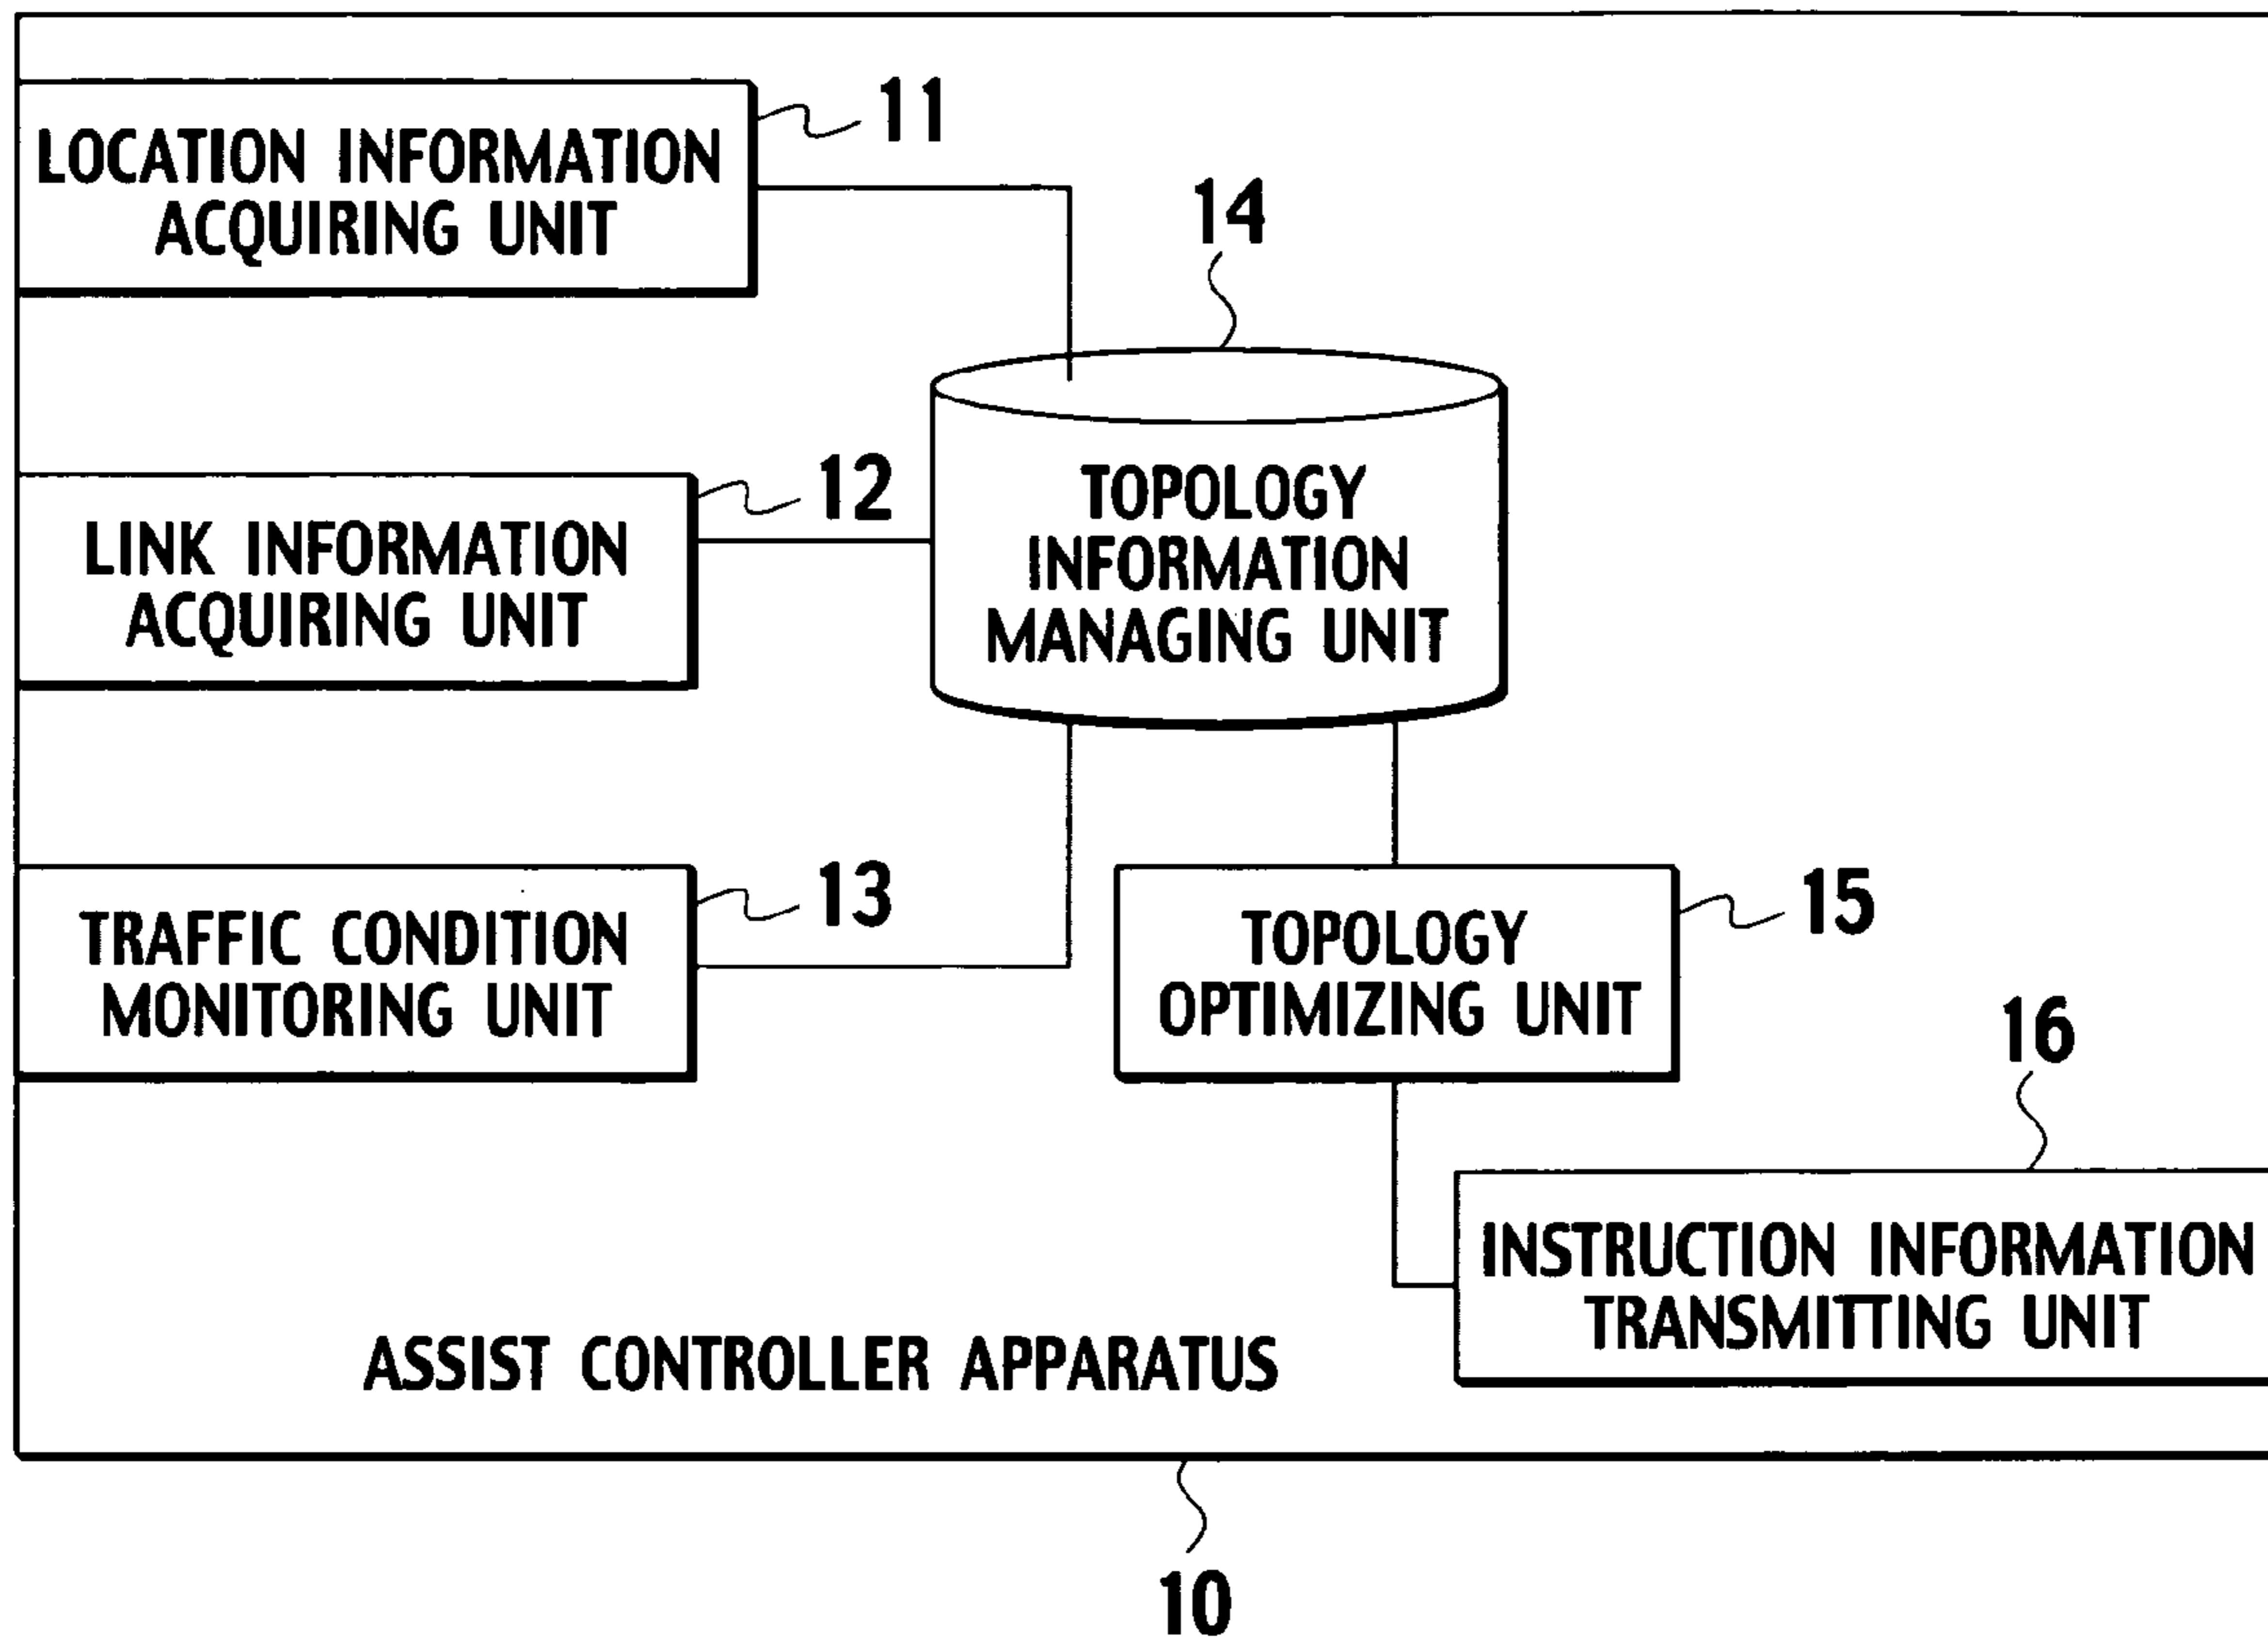 11
LOCATION INFORMATION
ACQUIRING UNIT
14
12
LINK INFORMATION
ACQUIRING UNIT
TOPOLOGY
INFORMATION
MANAGING UNIT
13
TRAFFIC CONDITION
MONITORING UNIT
15
TOPOLOGY
OPTIMIZING UNIT
16
INSTRUCTION INFORMATION
TRANSMITTING UNIT
ASSIST CONTROLLER APPARATUS
10